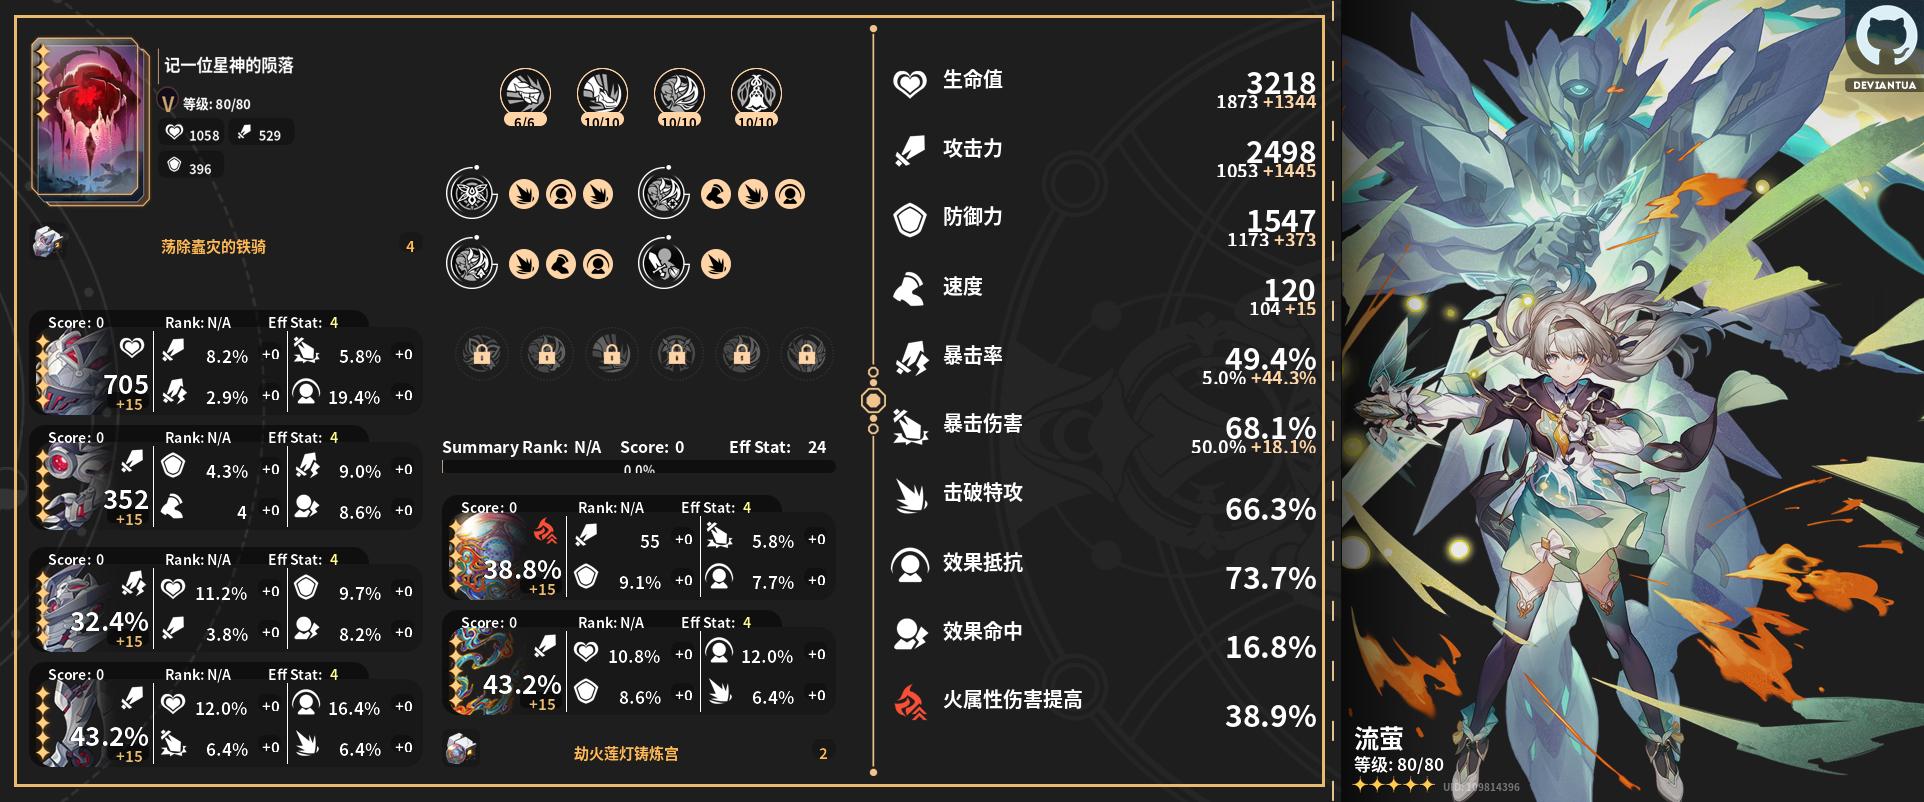 记一位星神的陨落
V 等级: 80/80
1058 529
396
荡除蠹灾的铁骑 4
Score: 0 Rank: N/A Eff Stat: 4
705 +15
8.2% +0 5.8% +0
2.9% +0 19.4% +0
Score: 0 Rank: N/A Eff Stat: 4
352 +15
4.3% +0 9.0% +0
4 +0 8.6% +0
Score: 0 Rank: N/A Eff Stat: 4
32.4% +15
11.2% +0 9.7% +0
3.8% +0 8.2% +0
Score: 0 Rank: N/A Eff Stat: 4
43.2% +15
12.0% +0 16.4% +0
6.4% +0 6.4% +0
6/6 10/10 10/10 10/10
Summary Rank: N/A Score: 0 Eff Stat: 24
0.0%
Score: 0 Rank: N/A Eff Stat: 4
38.8% +15
55 +0 5.8% +0
9.1% +0 7.7% +0
Score: 0 Rank: N/A Eff Stat: 4
43.2% +15
10.8% +0 12.0% +0
8.6% +0 6.4% +0
劫火莲灯铸炼宫 2
生命值 3218
1873 +1344
攻击力 2498
1053 +1445
防御力 1547
1173 +373
速度 120
104 +15
暴击率 49.4%
5.0% +44.3%
暴击伤害 68.1%
50.0% +18.1%
击破特攻 66.3%
效果抵抗 73.7%
效果命中 16.8%
火属性伤害提高 38.9%
DEVIANTUA
流萤
等级: 80/80
UID: 109814396